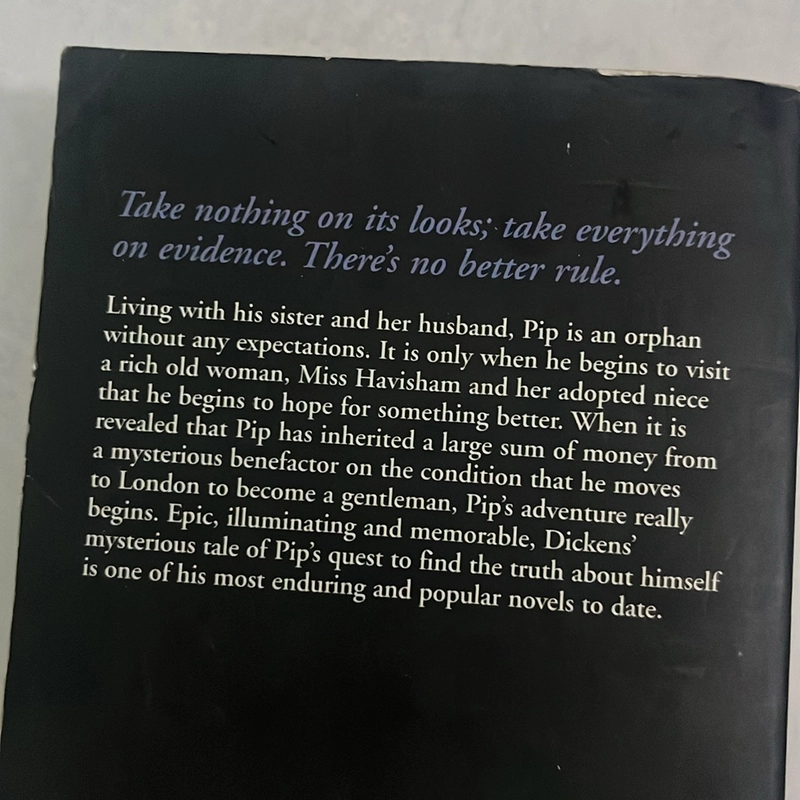 Take nothing on its looks; take everything
on evidence. There's no better rule.
Living with his sister and her husband, Pip is an orphan
without any expectations. It is only when he begins to visit
a rich old woman, Miss Havisham and her adopted niece
that he begins to hope for something better. When it is
revealed that Pip has inherited a large sum of money from
a mysterious benefactor on the condition that he moves
to London to become a gentleman, Pip's adventure really
begins. Epic, illuminating and memorable, Dickens'
mysterious tale of Pip's quest to find the truth about himself
is one of his most enduring and popular novels to date.